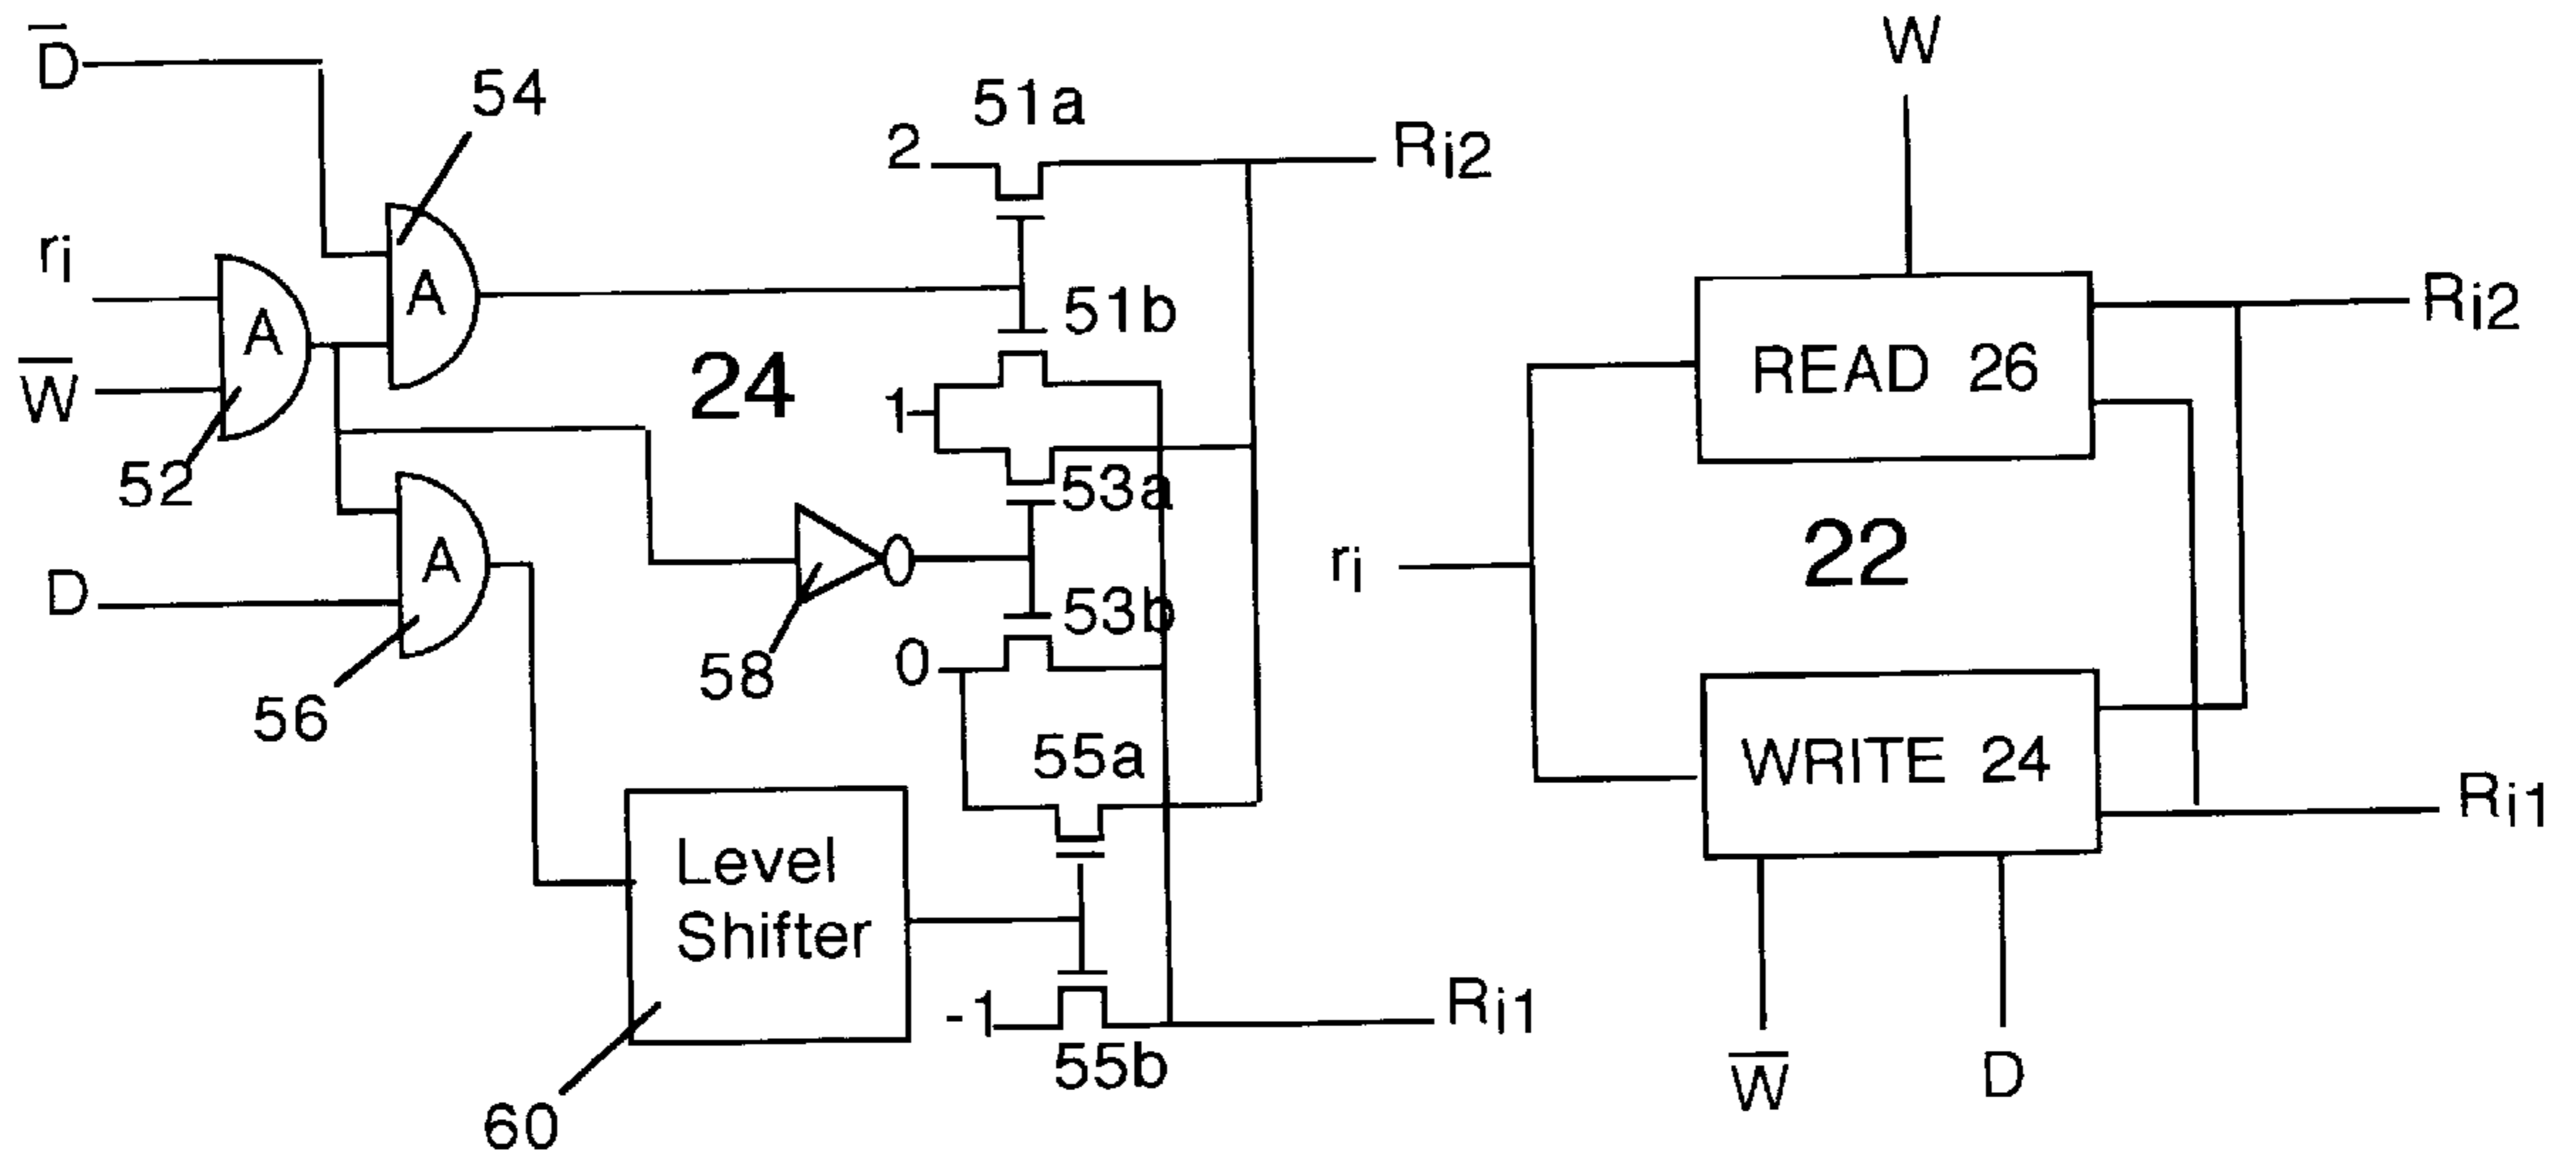 D̅
54
rᵢ
A
A
W̅
52
D
A
56
24
58
60
Level
Shifter
2
51a
Rᵢ₂
51b
1
53a
53b
0
55a
-1
55b
Rᵢ₁
W
READ 26
Rᵢ₂
rᵢ
22
WRITE 24
Rᵢ₁
W̅
D